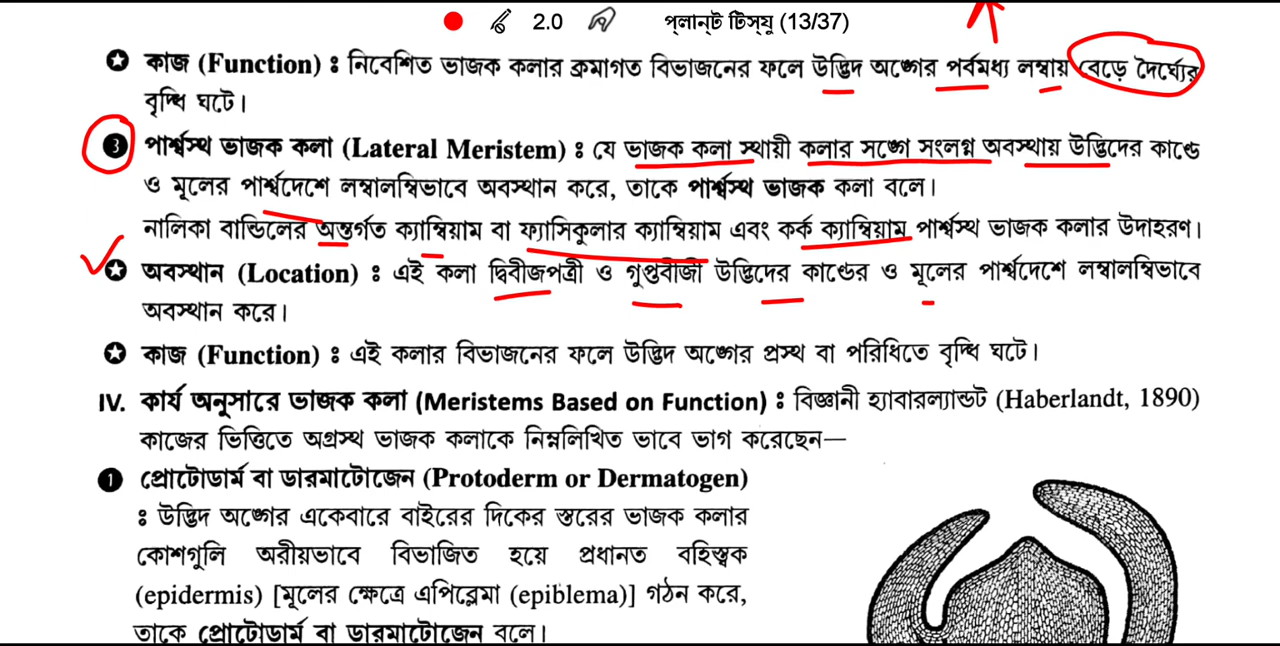 2.0 প্ল্যান্ট টিস্যু (13/37)
কাজ (Function) : নিবেশিত ভাজক কলার ক্রমাগত বিভাজনের ফলে উদ্ভিদ অঙ্গের পর্বমধ্য লম্বায় বেড়ে দৈর্ঘ্যের
বৃদ্ধি ঘটে।
3 পার্শ্বস্থ ভাজক কলা (Lateral Meristem) : যে ভাজক কলা স্থায়ী কলার সঙ্গে সংলগ্ন অবস্থায় উদ্ভিদের কাণ্ডে
ও মূলের পার্শ্বদেশে লম্বালম্বিভাবে অবস্থান করে, তাকে পার্শ্বস্থ ভাজক কলা বলে।
নালিকা বান্ডিলের অন্তর্গত ক্যাম্বিয়াম বা ফ্যাসিকুলার ক্যাম্বিয়াম এবং কর্ক ক্যাম্বিয়াম পার্শ্বস্থ ভাজক কলার উদাহরণ।
অবস্থান (Location) : এই কলা দ্বিবীজপত্রী ও গুপ্তবীজী উদ্ভিদের কাণ্ডের ও মূলের পার্শ্বদেশে লম্বালম্বিভাবে
অবস্থান করে।
কাজ (Function) : এই কলার বিভাজনের ফলে উদ্ভিদ অঙ্গের প্রস্থ বা পরিধিতে বৃদ্ধি ঘটে।
IV. কার্য অনুসারে ভাজক কলা (Meristems Based on Function) : বিজ্ঞানী হ্যাবারল্যান্ডট (Haberlandt, 1890)
কাজের ভিত্তিতে অগ্রস্থ ভাজক কলাকে নিম্নলিখিত ভাবে ভাগ করেছেন—
1 প্রোটোডার্ম বা ডারমাটোজেন (Protoderm or Dermatogen)
: উদ্ভিদ অঙ্গের একেবারে বাইরের দিকের স্তরের ভাজক কলার
কোশগুলি অরীয়ভাবে বিভাজিত হয়ে প্রধানত বহিস্ত্বক
(epidermis) [মূলের ক্ষেত্রে এপিব্লেমা (epiblema)] গঠন করে,
তাকে প্রোটোডার্ম বা ডারমাটোজেন বলে।